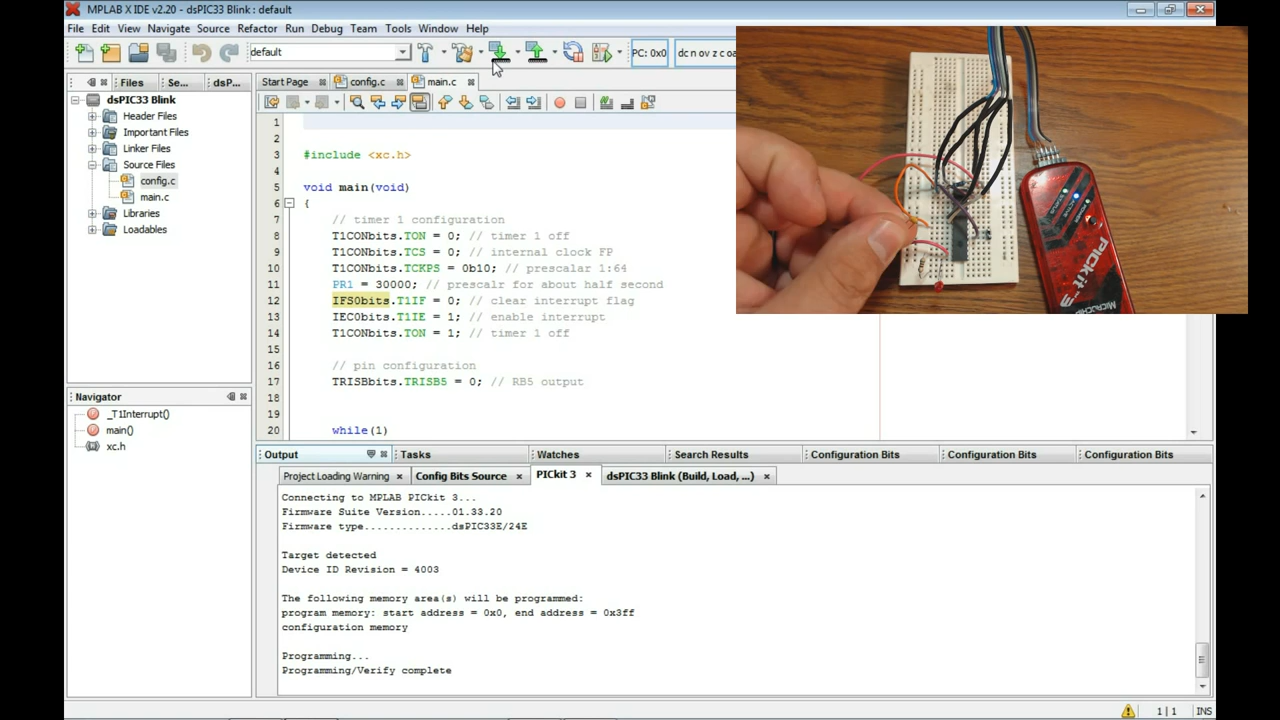 MPLAB X IDE v2.20 - dsPIC33 Blink : default
File Edit View Navigate Source Refactor Run Debug Team Tools Window Help
default
PC: 0x0
dc n ov z c oa
Files
Se...
dsP...
Start Page
config.c
main.c
dsPIC33 Blink
Header Files
Important Files
Linker Files
Source Files
config.c
main.c
Libraries
Loadables
1
2
3 #include <xc.h>
4
5 void main(void)
6 {
7 // timer 1 configuration
8 T1CONbits.TON = 0; // timer 1 off
9 T1CONbits.TCS = 0; // internal clock FP
10 T1CONbits.TCKPS = 0b10; // prescalar 1:64
11 PR1 = 30000; // prescalr for about half second
12 IFS0bits.T1IF = 0; // clear interrupt flag
13 IEC0bits.T1IE = 1; // enable interrupt
14 T1CONbits.TON = 1; // timer 1 off
15
16 // pin configuration
17 TRISBbits.TRISB5 = 0; // RB5 output
18
19
20 while(1)
PICkit 3
MICROCHIP
Navigator
_T1Interrupt()
main()
xc.h
Output
Tasks
Watches
Search Results
Configuration Bits
Configuration Bits
Configuration Bits
Project Loading Warning
Config Bits Source
PICkit 3
dsPIC33 Blink (Build, Load, ...)
Connecting to MPLAB PICkit 3...
Firmware Suite Version.....01.33.20
Firmware type..............dsPIC33E/24E
Target detected
Device ID Revision = 4003
The following memory area(s) will be programmed:
program memory: start address = 0x0, end address = 0x3ff
configuration memory
Programming...
Programming/Verify complete
1|1
INS